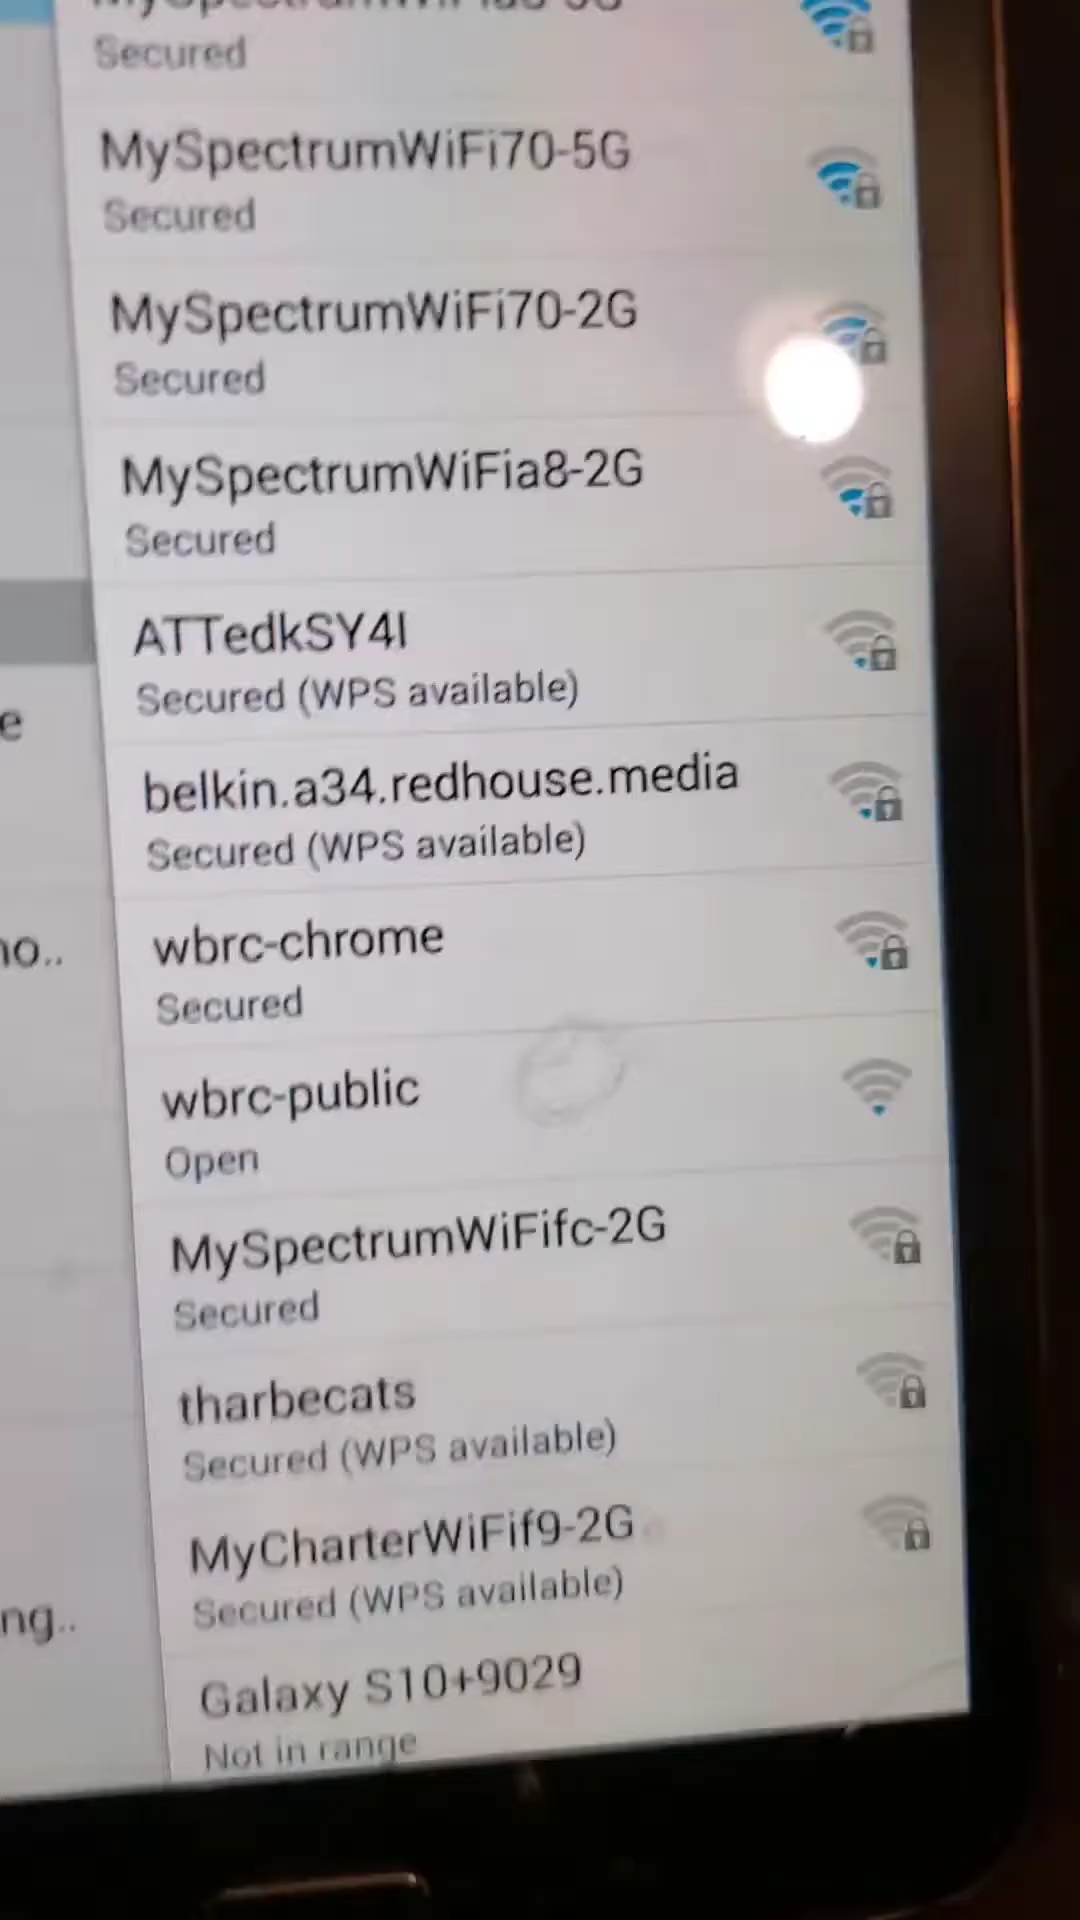 Secured
MySpectrumWiFi70-5G
Secured
MySpectrumWiFi70-2G
Secured
MySpectrumWiFia8-2G
Secured
ATTedkSY4I
Secured (WPS available)
e
belkin.a34.redhouse.media
Secured (WPS available)
wbrc-chrome
no..
Secured
wbrc-public
Open
MySpectrumWiFifc-2G
Secured
tharbecats
Secured (WPS available)
MyCharterWiFif9-2G
Secured (WPS available)
ng..
Galaxy S10+9029
Not in range